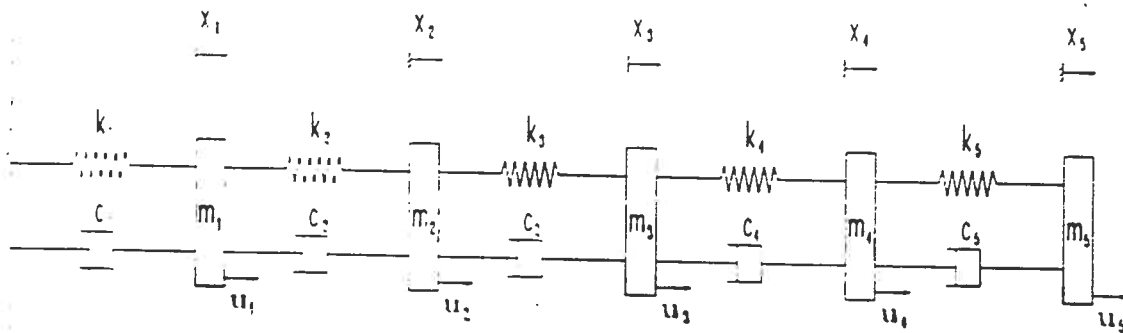 x₁ x₂ x₃ x₄ x₅
k k₂ k₃ k₄ k₅
c m₁ c₂ m₂ c₃ m₃ c₄ m₄ c₅ m₅
u₁ u₂ u₃ u₄ u₅